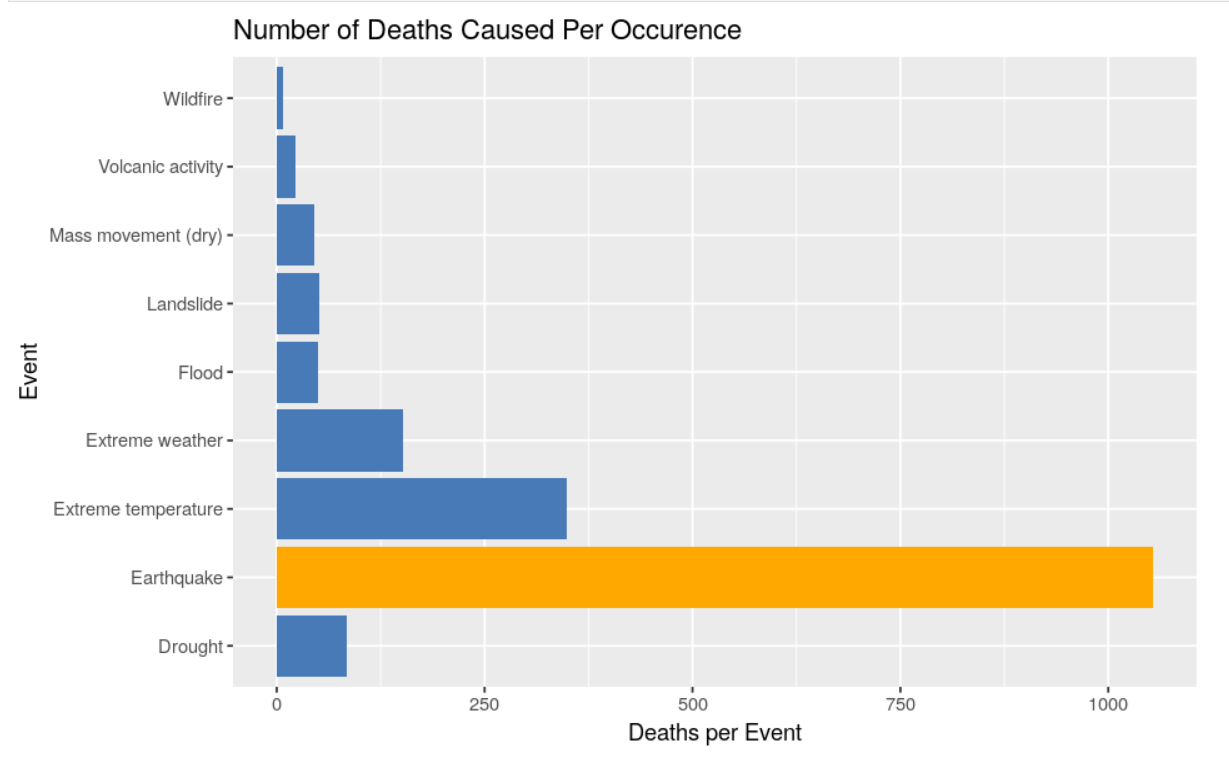 Number of Deaths Caused Per Occurence
Wildfire
Volcanic activity
Mass movement (dry)
Landslide
Flood
Extreme weather
Extreme temperature
Earthquake
Drought
Event
0 250 500 750 1000
Deaths per Event